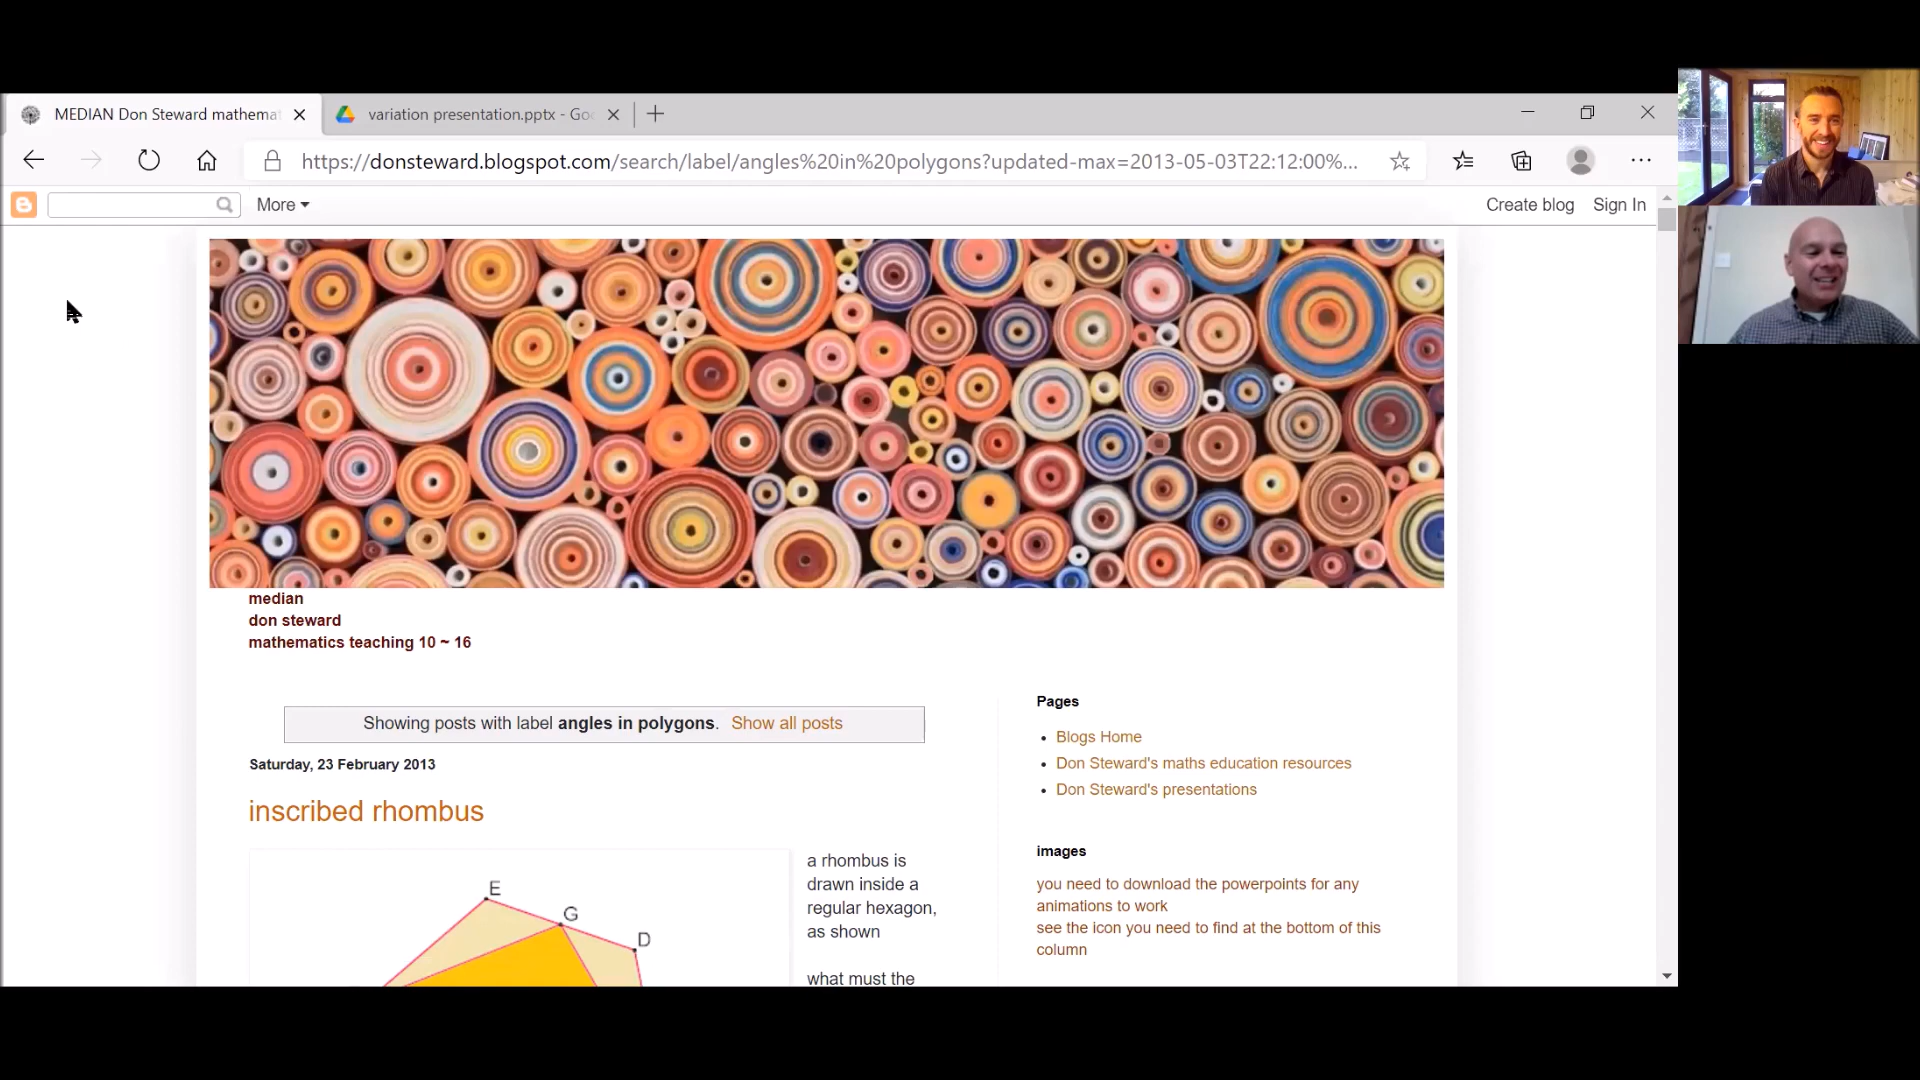 MEDIAN Don Steward mathema
variation presentation.pptx - Go
https://donsteward.blogspot.com/search/label/angles%20in%20polygons?updated-max=2013-05-03T22:12:00%...
More
Create blog
Sign In
median
don steward
mathematics teaching 10 ~ 16
Showing posts with label angles in polygons. Show all posts
Saturday, 23 February 2013
inscribed rhombus
E
G
D
a rhombus is
drawn inside a
regular hexagon,
as shown
what must the
Pages
Blogs Home
Don Steward's maths education resources
Don Steward's presentations
images
you need to download the powerpoints for any
animations to work
see the icon you need to find at the bottom of this
column